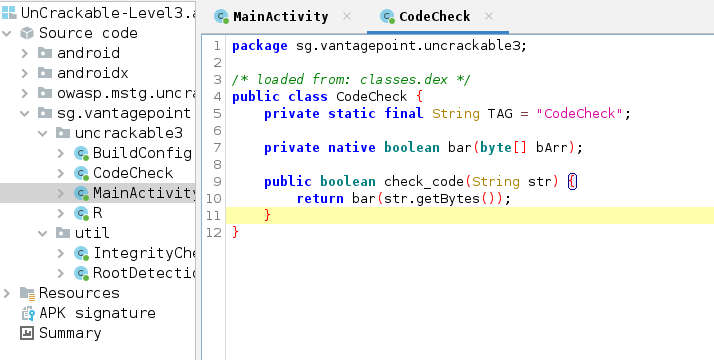 UnCrackable-Level3.a
Source code
android
androidx
owasp.mstg.uncra
sg.vantagepoint
uncrackable3
BuildConfig
CodeCheck
MainActivity
R
util
IntegrityChe
RootDetectio
Resources
APK signature
Summary
MainActivity × CodeCheck ×
1 package sg.vantagepoint.uncrackable3;
2
3 /* loaded from: classes.dex */
4 public class CodeCheck {
5 private static final String TAG = "CodeCheck";
6
7 private native boolean bar(byte[] bArr);
8
9 public boolean check_code(String str) {
10 return bar(str.getBytes());
11 }
12 }